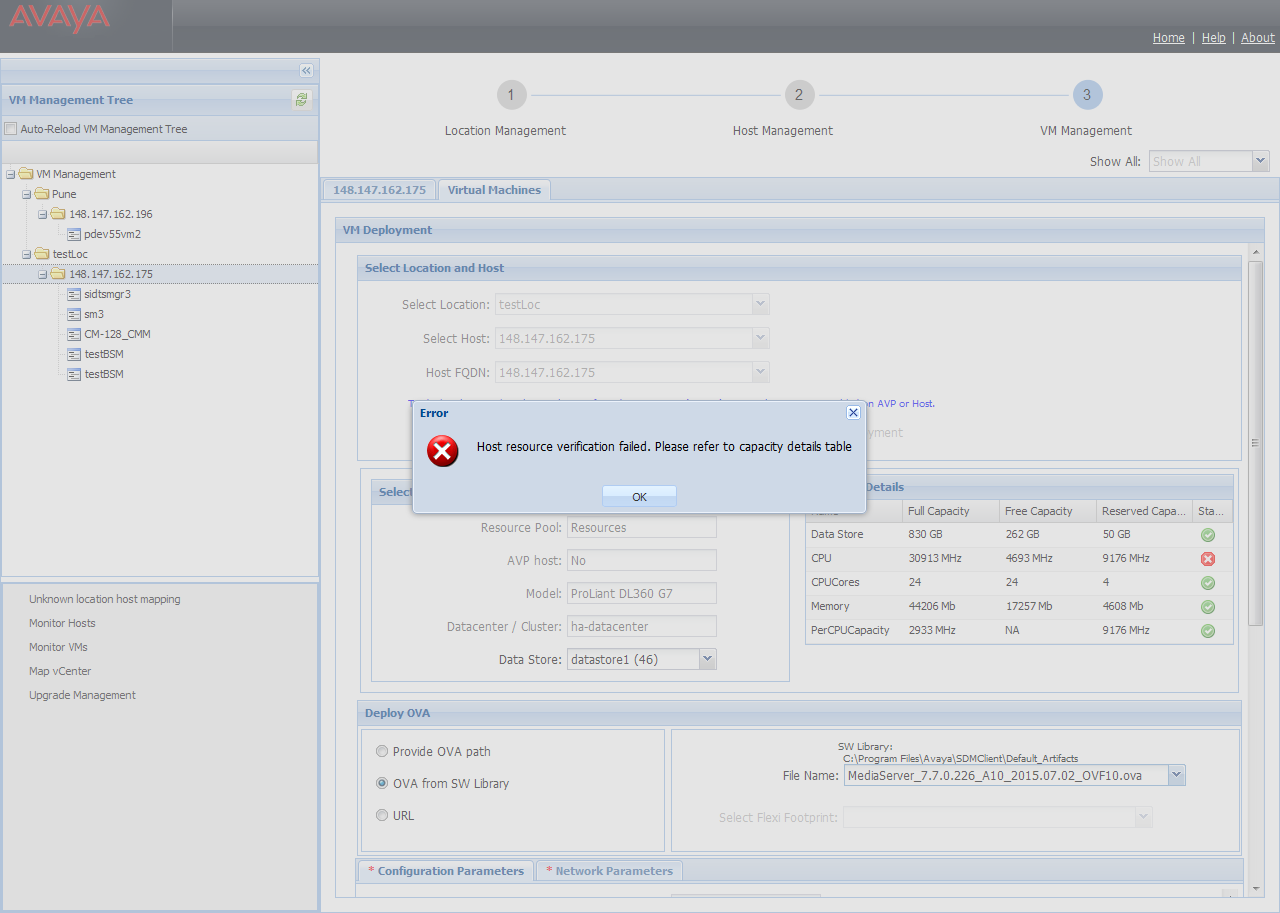 AVAYA
Home | Help | About
VM Management Tree
Auto-Reload VM Management Tree
VM Management
Pune
148.147.162.196
pdev55vm2
testLoc
148.147.162.175
sidtsmgr3
sm3
CM-128_CMM
testBSM
testBSM
Unknown location host mapping
Monitor Hosts
Monitor VMs
Map vCenter
Upgrade Management
1
2
3
Location Management
Host Management
VM Management
Show All: Show All
148.147.162.175
Virtual Machines
VM Deployment
Select Location and Host
Select Location: testLoc
Select Host: 148.147.162.175
Host FQDN: 148.147.162.175
on AVP or Host.
Error
Host resource verification failed. Please refer to capacity details table
OK
Select
Resource Pool: Resources
AVP host: No
Model: ProLiant DL360 G7
Datacenter / Cluster: ha-datacenter
Data Store: datastore1 (46)
Details
Name Full Capacity Free Capacity Reserved Capa... Sta...
Data Store 830 GB 262 GB 50 GB
CPU 30913 MHz 4693 MHz 9176 MHz
CPUCores 24 24 4
Memory 44206 Mb 17257 Mb 4608 Mb
PerCPUCapacity 2933 MHz NA 9176 MHz
Deploy OVA
Provide OVA path
OVA from SW Library
URL
SW Library:
C:\Program Files\Avaya\SDMClient\Default_Artifacts
File Name: MediaServer_7.7.0.226_A10_2015.07.02_OVF10.ova
Select Flexi Footprint:
* Configuration Parameters
* Network Parameters